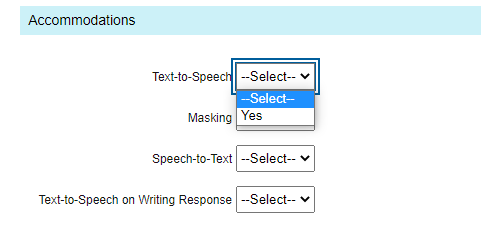 Accommodations
Text-to-Speech --Select--
--Select--
Yes
Masking
Speech-to-Text --Select--
Text-to-Speech on Writing Response --Select--